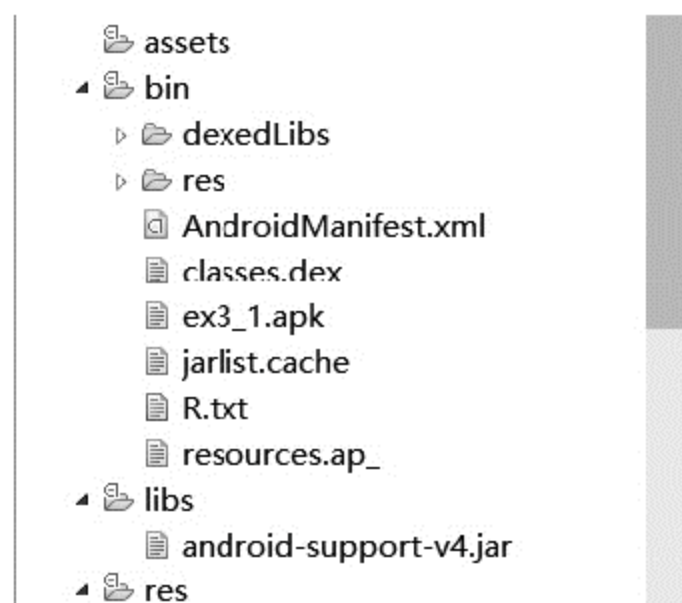 assets
bin
dexedLibs
res
AndroidManifest.xml
classes.dex
ex3_1.apk
jarlist.cache
R.txt
resources.ap_
libs
android-support-v4.jar
res